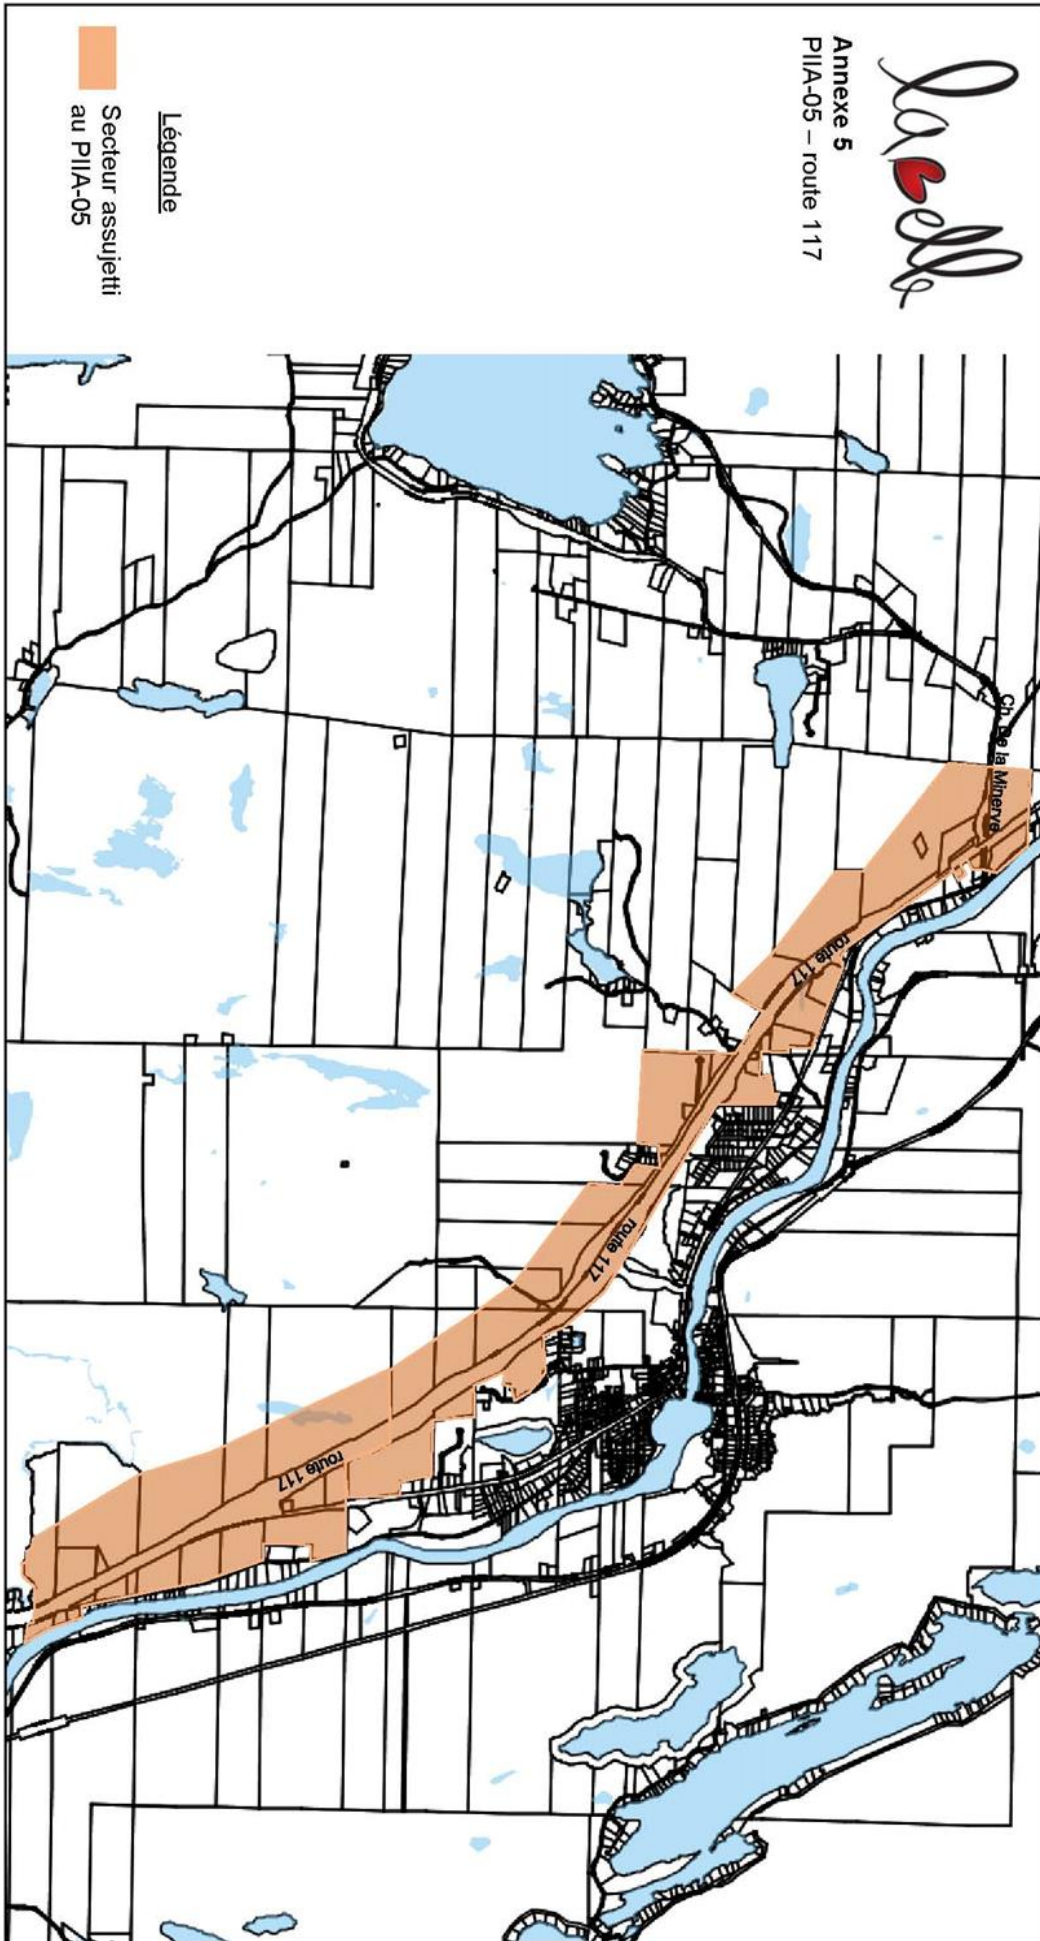 Labelle
Annexe 5
PIIA-05 – route 117
Légende
Secteur assujetti
au PIIA-05
Ch. De la Minerve
route 117
route 117
route 117